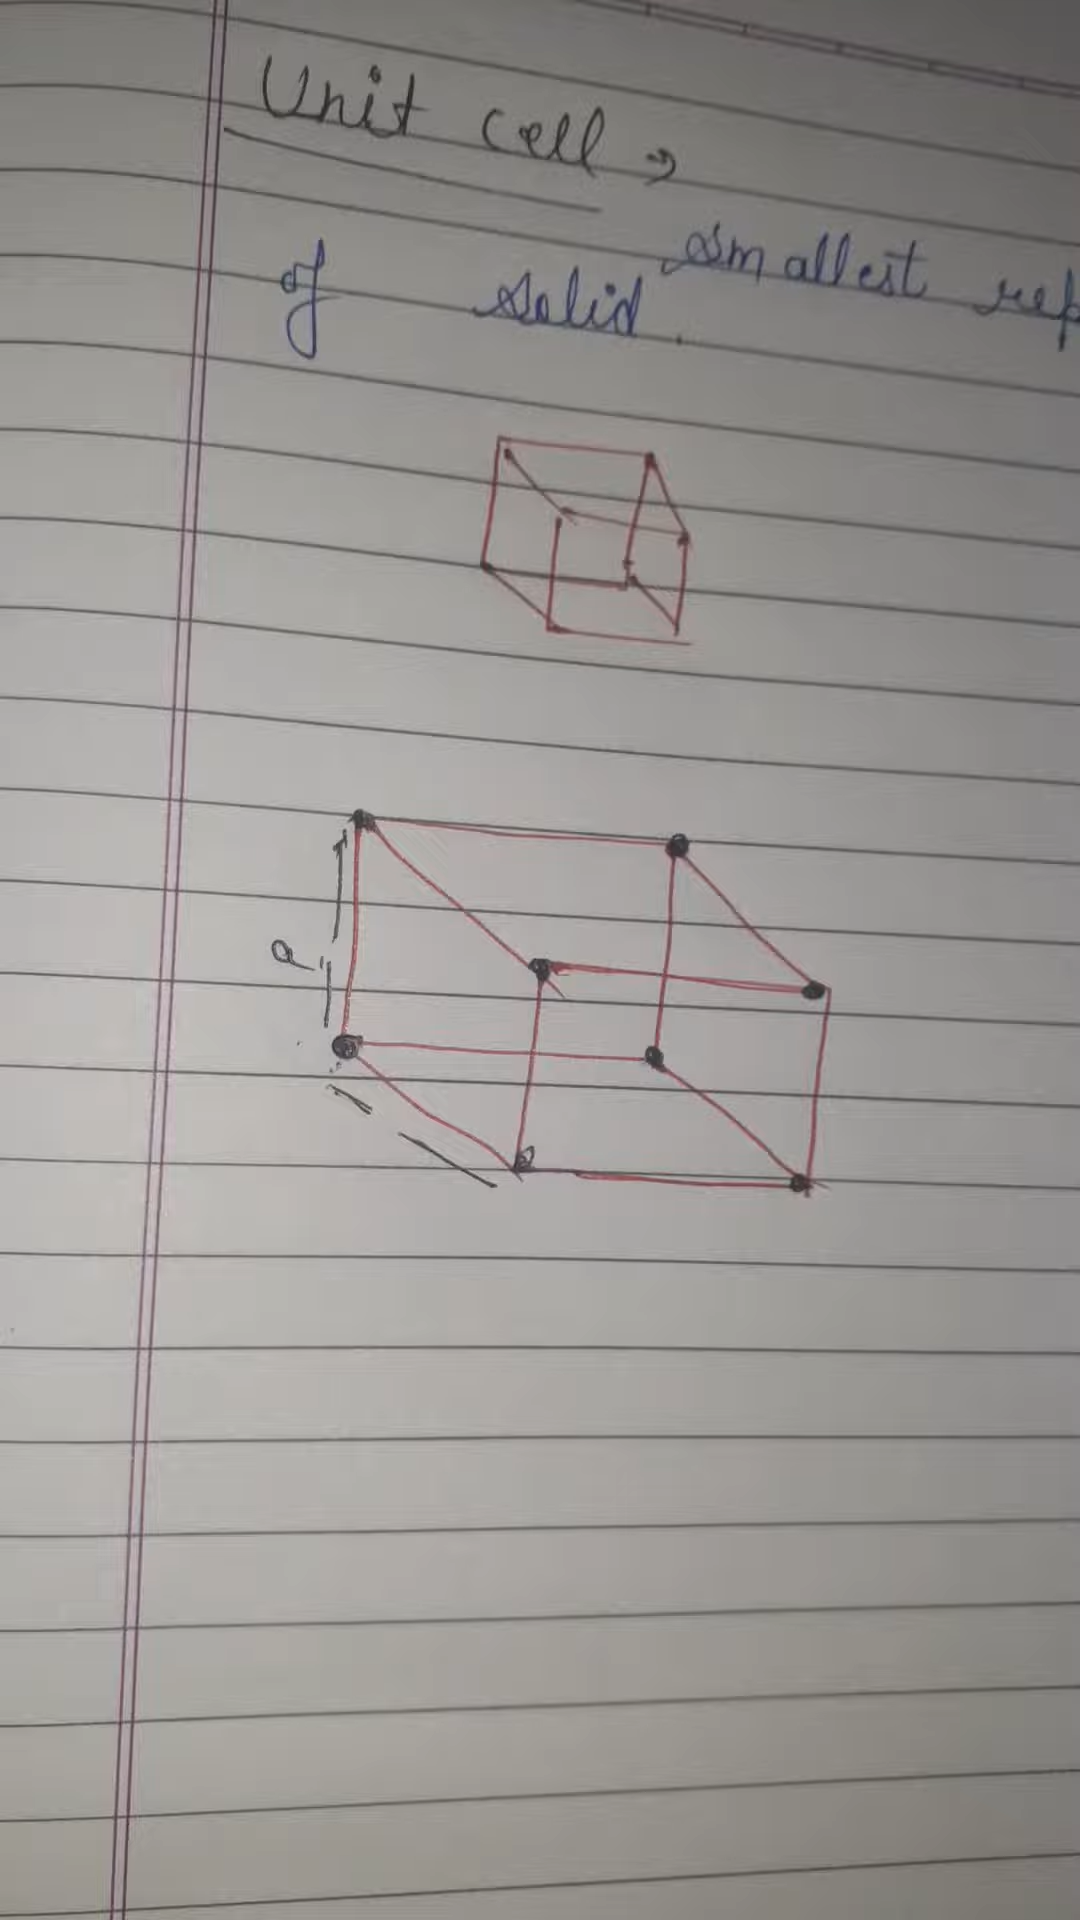 Unit cell →
smallest
of solid.